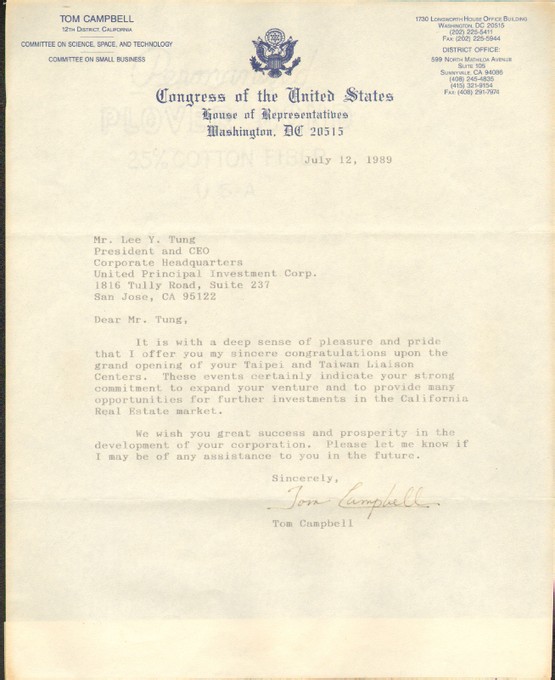 TOM CAMPBELL
12TH DISTRICT, CALIFORNIA
COMMITTEE ON SCIENCE, SPACE, AND TECHNOLOGY
COMMITTEE ON SMALL BUSINESS
1730 LONGWORTH HOUSE OFFICE BUILDING
WASHINGTON, DC 20515
(202) 225-5411
FAX: (202) 225-5944
DISTRICT OFFICE:
599 NORTH MATHILDA AVENUE
SUITE 105
SUNNYVALE, CA 94086
(408) 245-4835
(415) 321-9154
FAX: (408) 291-7974
Congress of the United States
House of Representatives
Washington, DC 20515
Permanized
PLOVER
25% COTTON FIBER
U-S-A
July 12, 1989
Mr. Lee Y. Tung
President and CEO
Corporate Headquarters
United Principal Investment Corp.
1816 Tully Road, Suite 237
San Jose, CA 95122
Dear Mr. Tung,
It is with a deep sense of pleasure and pride
that I offer you my sincere congratulations upon the
grand opening of your Taipei and Taiwan Liaison
Centers. These events certainly indicate your strong
commitment to expand your venture and to provide many
opportunities for further investments in the California
Real Estate market.
We wish you great success and prosperity in the
development of your corporation. Please let me know if
I may be of any assistance to you in the future.
Sincerely,
Tom Campbell
Tom Campbell